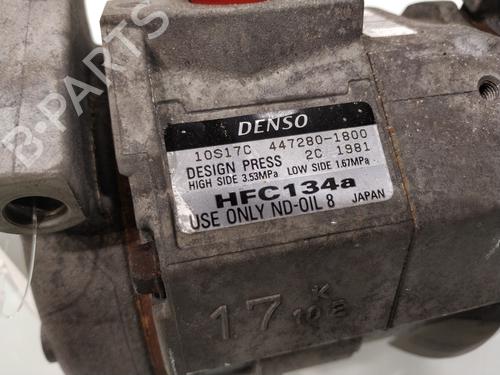 B-PARTS
DENSO
10S17C 447280-1800
DESIGN PRESS 2C 1981
HIGH SIDE 3.53MPa LOW SIDE 1.67MPa
HFC134a
USE ONLY ND-OIL 8 JAPAN
K
17 10E